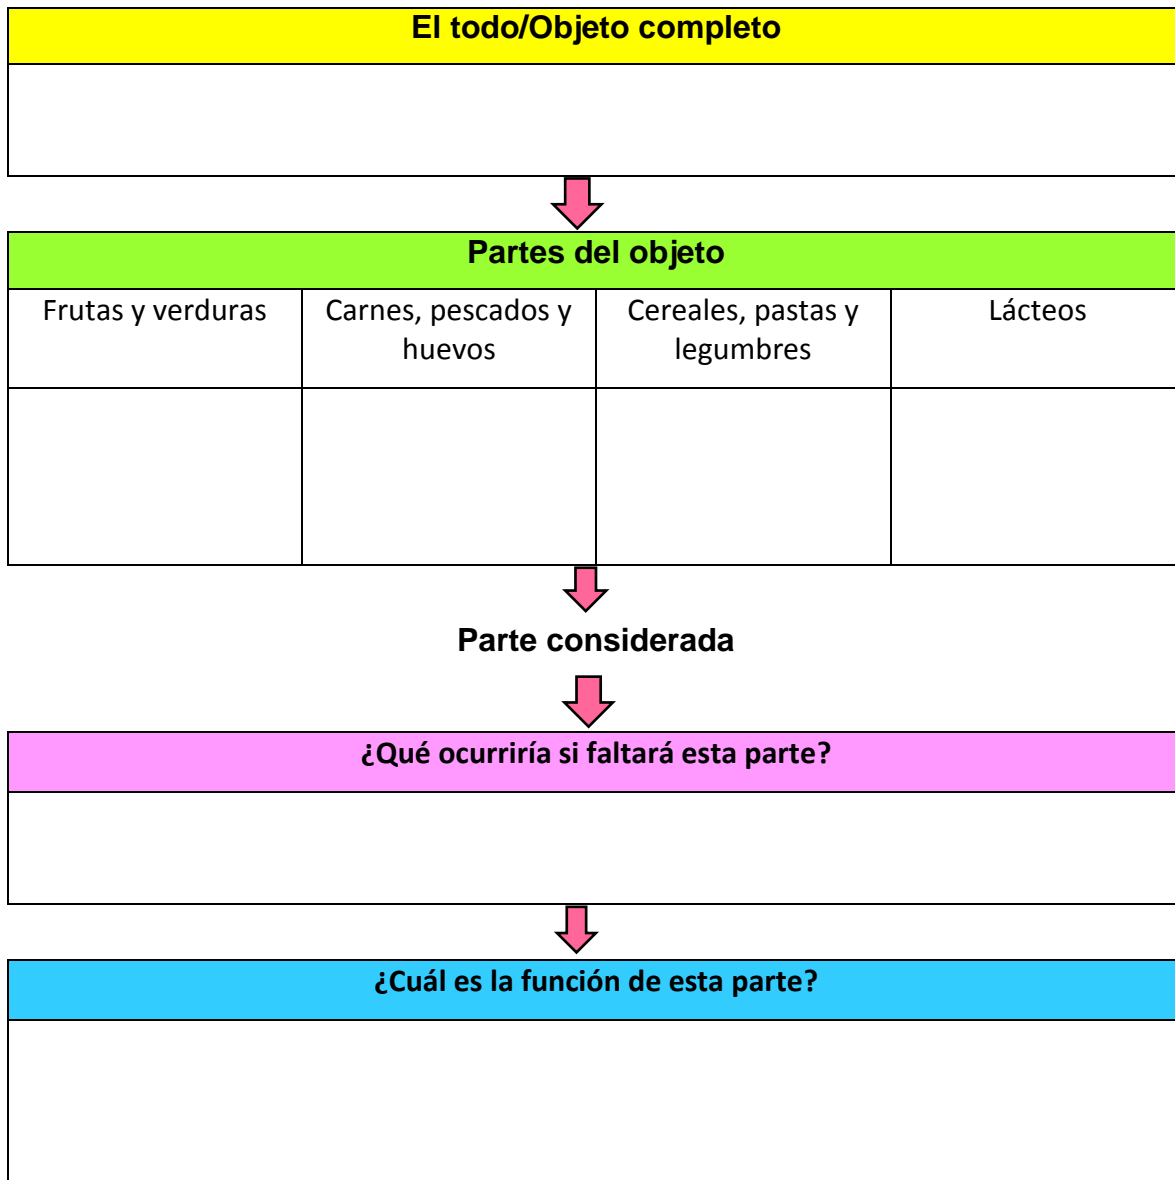 El todo/Objeto completo
Partes del objeto
Frutas y verduras
Carnes, pescados y
huevos
Cereales, pastas y
legumbres
Lácteos
Parte considerada
¿Qué ocurriría si faltará esta parte?
¿Cuál es la función de esta parte?